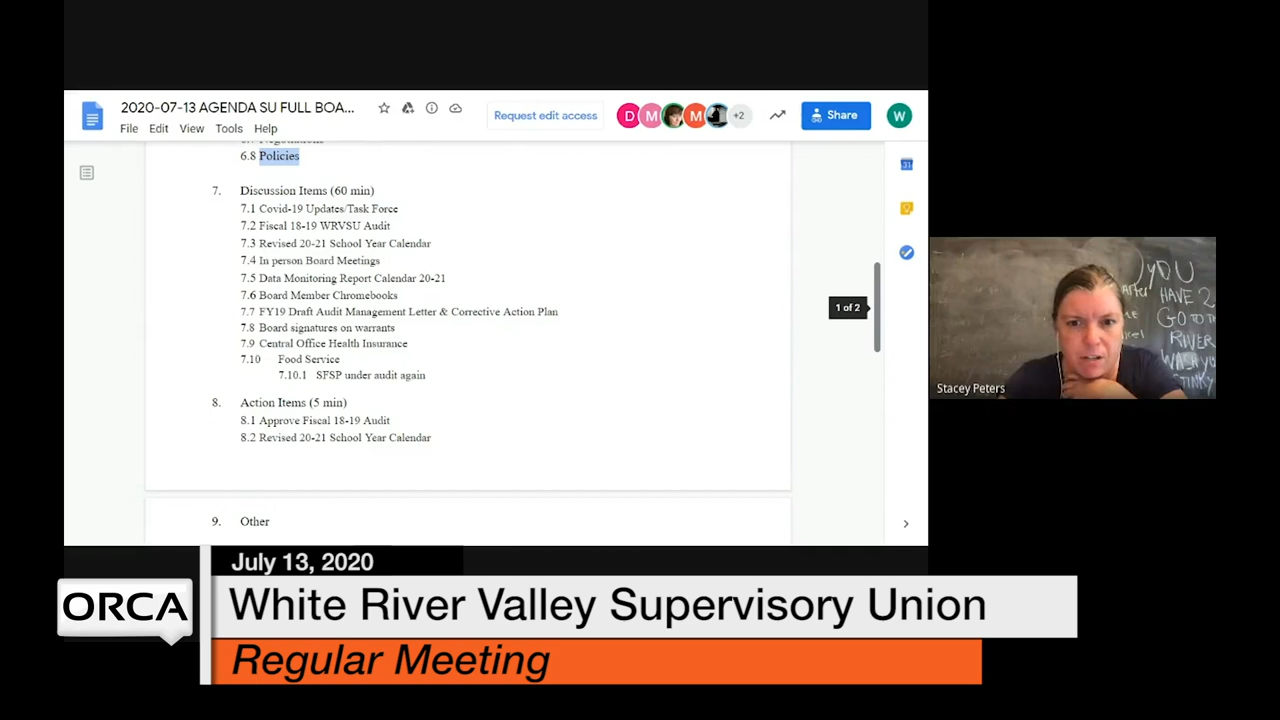 2020-07-13 AGENDA SU FULL BOA...
File Edit View Tools Help
Request edit access
D M M +2
Share
W
6.8 Policies
7. Discussion Items (60 min)
7.1 Covid-19 Updates/Task Force
7.2 Fiscal 18-19 WRVSU Audit
7.3 Revised 20-21 School Year Calendar
7.4 In person Board Meetings
7.5 Data Monitoring Report Calendar 20-21
7.6 Board Member Chromebooks
7.7 FY19 Draft Audit Management Letter & Corrective Action Plan
7.8 Board signatures on warrants
7.9 Central Office Health Insurance
7.10 Food Service
7.10.1 SFSP under audit again
8. Action Items (5 min)
8.1 Approve Fiscal 18-19 Audit
8.2 Revised 20-21 School Year Calendar
9. Other
1 of 2
31
YOU
HAVE 2
GO TO TH
RIVER
WASH YO
STINKY
Stacey Peters
July 13, 2020
ORCA
White River Valley Supervisory Union
Regular Meeting